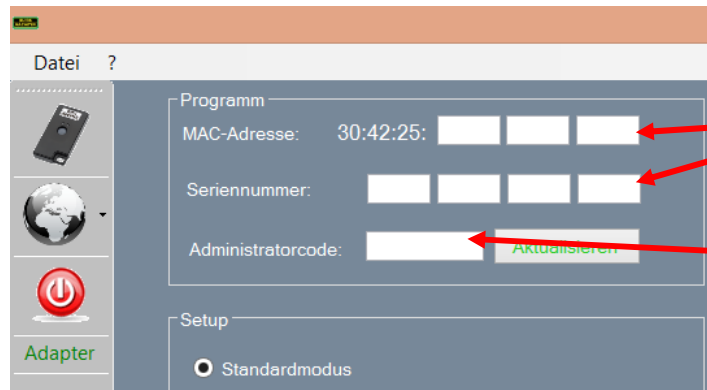 Datei ?
Programm
MAC-Adresse: 30:42:25:
Seriennummer:
Administratorcode: Aktualisieren
Setup
Adapter
Standardmodus